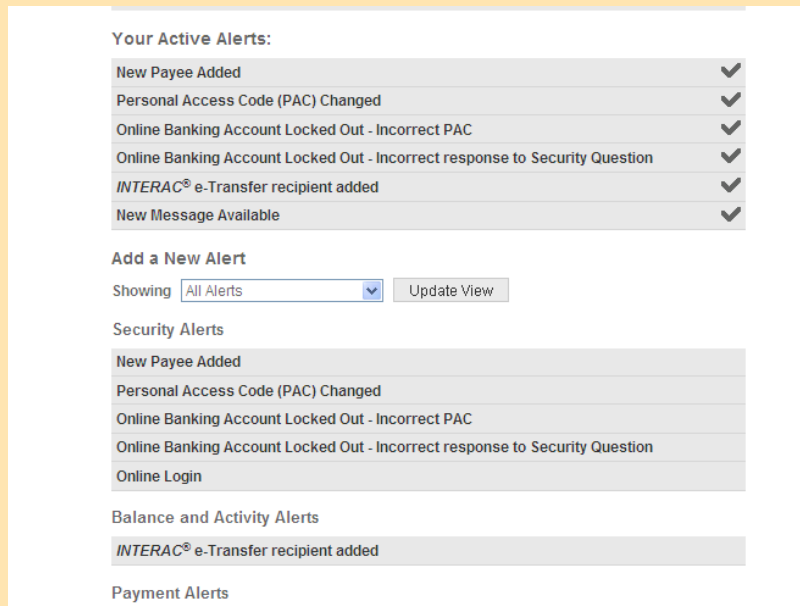 Your Active Alerts:
New Payee Added
Personal Access Code (PAC) Changed
Online Banking Account Locked Out - Incorrect PAC
Online Banking Account Locked Out - Incorrect response to Security Question
INTERAC® e-Transfer recipient added
New Message Available
Add a New Alert
Showing All Alerts Update View
Security Alerts
New Payee Added
Personal Access Code (PAC) Changed
Online Banking Account Locked Out - Incorrect PAC
Online Banking Account Locked Out - Incorrect response to Security Question
Online Login
Balance and Activity Alerts
INTERAC® e-Transfer recipient added
Payment Alerts